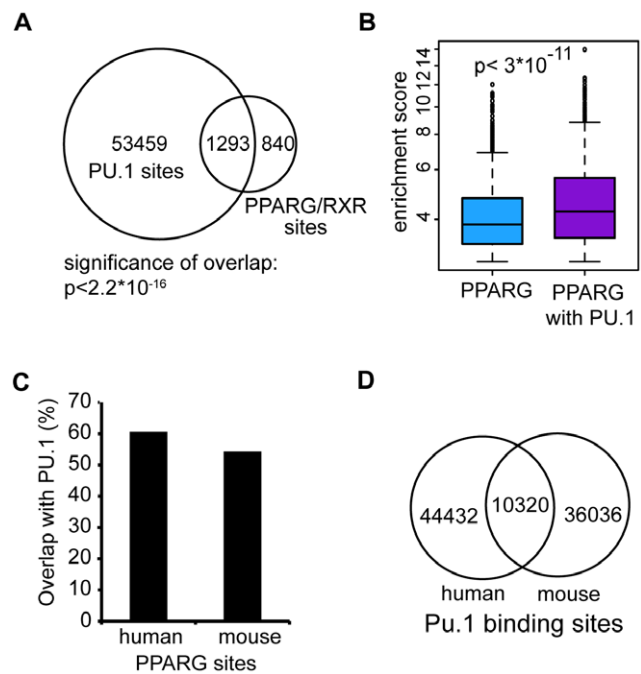 A
53459
PU.1 sites
1293
840
PPARG/RXR
sites
significance of overlap:
p<2.2*10-16
B
p< 3*10-11
enrichment score
14
12
10
8
6
4
PPARG
PPARG
with PU.1
C
Overlap with PU.1 (%)
70
60
50
40
30
20
10
0
human
mouse
PPARG sites
D
44432
10320
36036
human
mouse
Pu.1 binding sites